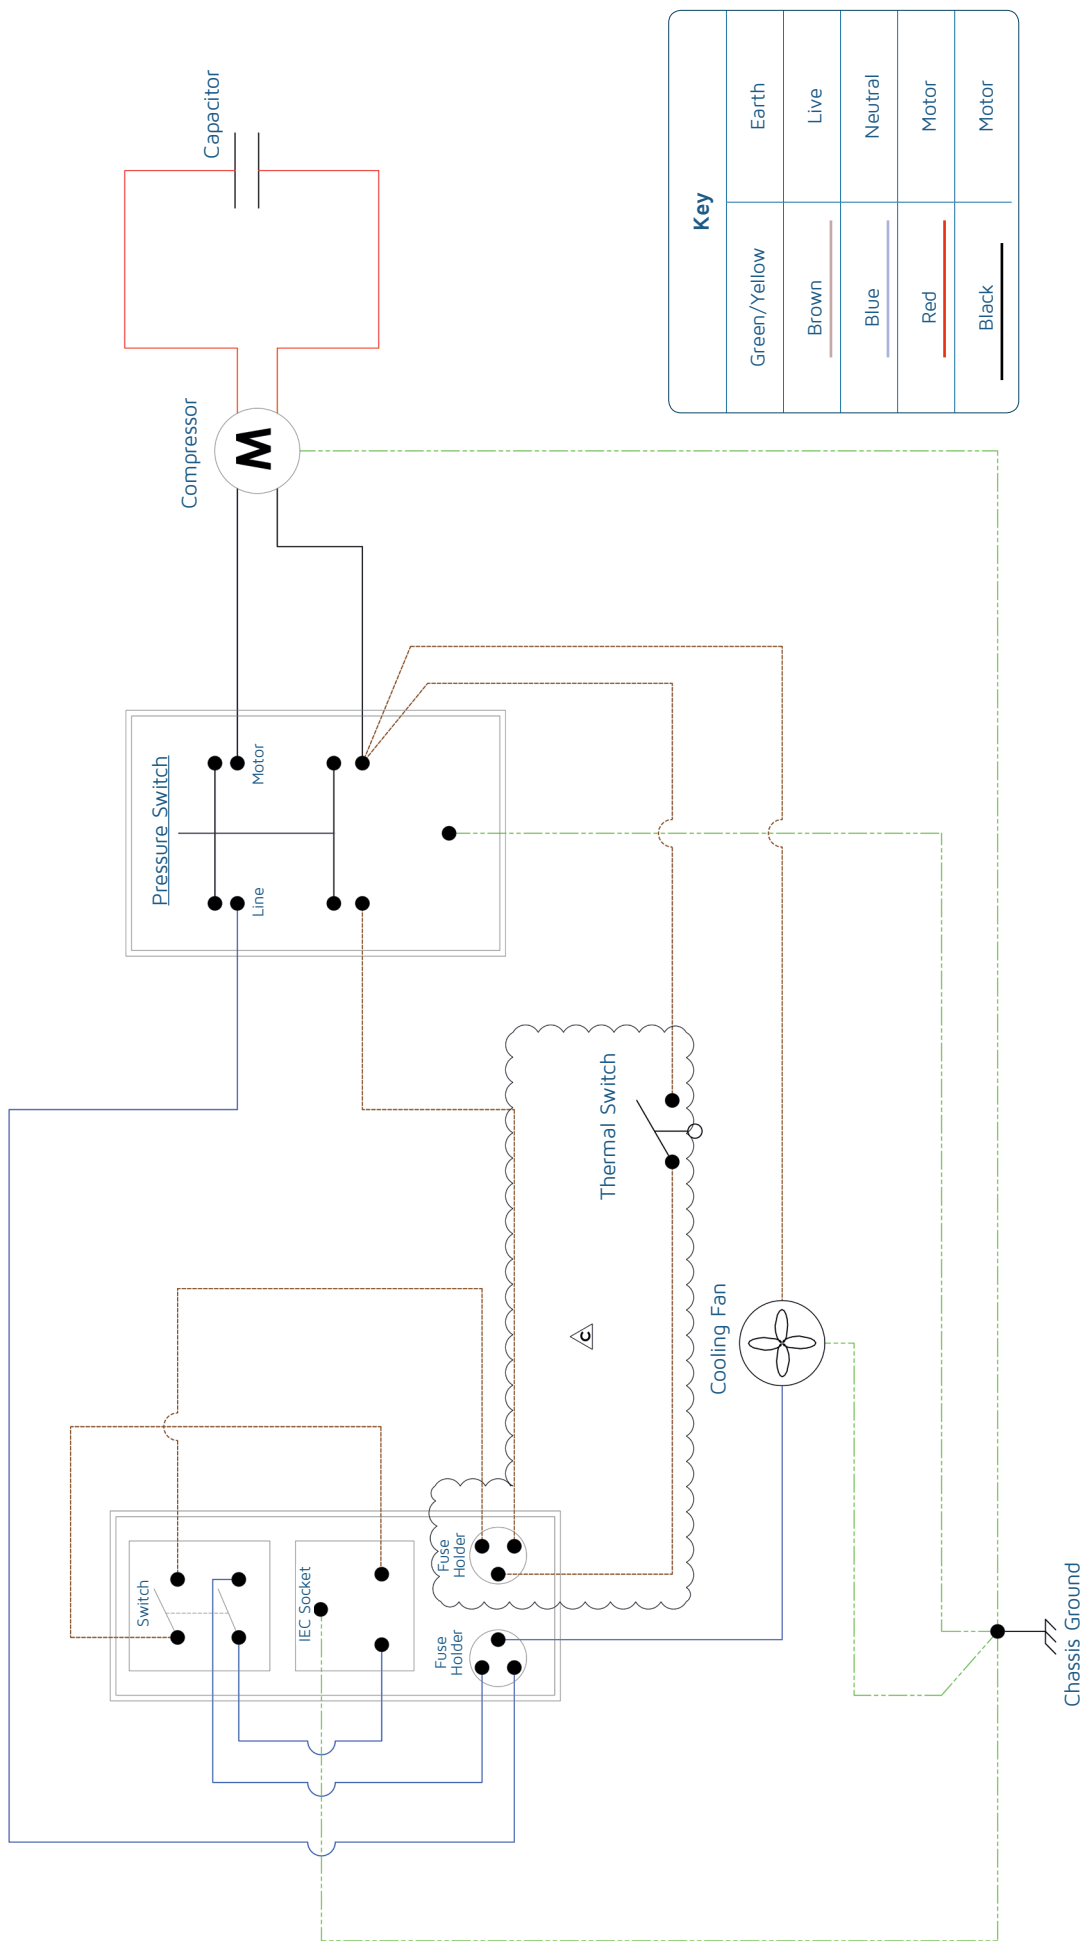 Capacitor
Compressor
M
Pressure Switch
Line
Motor
Switch
IEC Socket
Fuse
Holder
Fuse
Holder
C
Thermal Switch
Cooling Fan
Chassis Ground
Key
Green/Yellow Earth
Brown Live
Blue Neutral
Red Motor
Black Motor